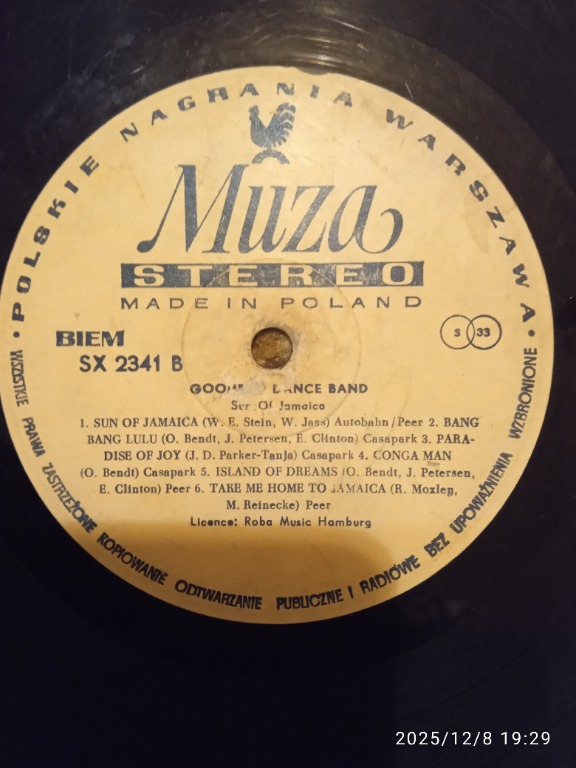 POLSKIE NAGRANIA WARSZAWA
Muza
STEREO
MADE IN POLAND
BIEM
S 33
SX 2341 B
DANCE BAND
Sun Of Jamaica
1. SUN OF JAMAICA (W. E. Stein, W. Jass) Autobahn/Peer 2. BANG
BANG LULU (O. Bendt, J. Petersen, E. Clinton) Casapark 3. PARA-
DISE OF JOY (J. D. Parker-Tanja) Casapark 4. CONGA MAN
(O. Bendt) Casapark 5. ISLAND OF DREAMS (O. Bendt, J. Petersen,
E. Clinton) Peer 6. TAKE ME HOME TO JAMAICA (R. Moxley,
M. Reinecke) Peer
Licence: Roba Music Hamburg
WSZYSTKIE PRAWA ZASTRZEŻONE KOPIOWANIE ODTWARZANIE PUBLICZNE I RADIOWE BEZ UPOWAŻNIENIA WZBRONIONE
2025/12/8 19:29